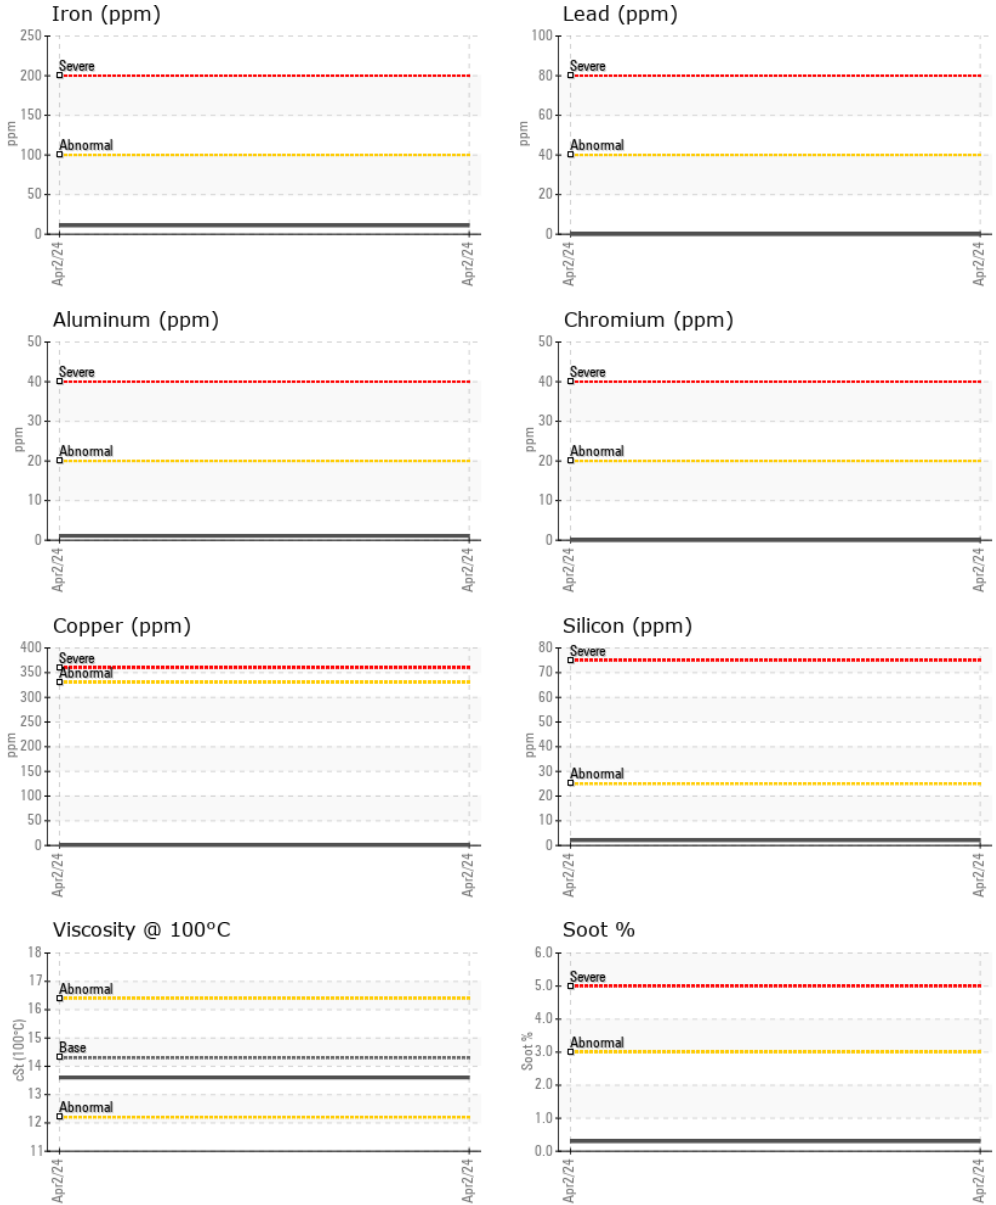 Iron (ppm)
250
200
150
100
50
0
ppm
Severe
Abnormal
Apr2/24
Apr2/24
Lead (ppm)
100
80
60
40
20
0
ppm
Severe
Abnormal
Apr2/24
Apr2/24
Aluminum (ppm)
50
40
30
20
10
0
ppm
Severe
Abnormal
Apr2/24
Apr2/24
Chromium (ppm)
50
40
30
20
10
0
ppm
Severe
Abnormal
Apr2/24
Apr2/24
Copper (ppm)
400
350
300
250
200
150
100
50
0
ppm
Severe
Abnormal
Apr2/24
Apr2/24
Silicon (ppm)
80
70
60
50
40
30
20
10
0
ppm
Severe
Abnormal
Apr2/24
Apr2/24
Viscosity @ 100°C
18
17
16
15
14
13
12
11
cSt (100°C)
Abnormal
Base
Abnormal
Apr2/24
Apr2/24
Soot %
6.0
5.0
4.0
3.0
2.0
1.0
0.0
Soot %
Severe
Abnormal
Apr2/24
Apr2/24